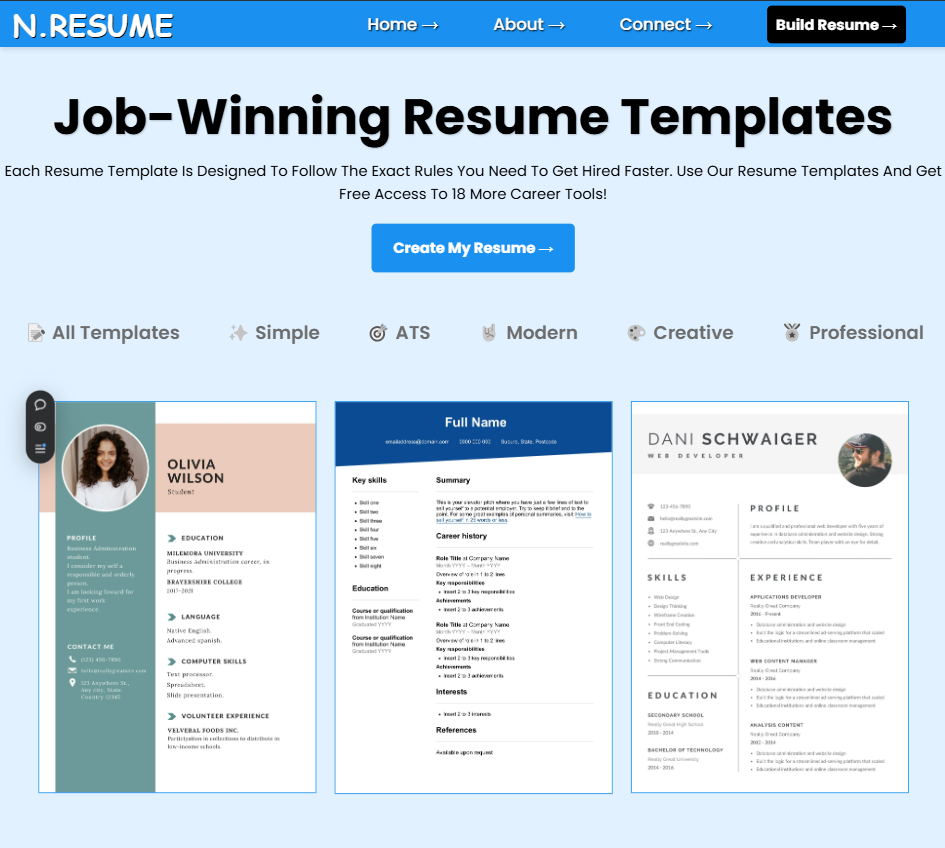 N.RESUME
Home →
About →
Connect →
Build Resume →
Job-Winning Resume Templates
Each Resume Template Is Designed To Follow The Exact Rules You Need To Get Hired Faster. Use Our Resume Templates And Get
Free Access To 18 More Career Tools!
Create My Resume →
All Templates
Simple
ATS
Modern
Creative
Professional
OLIVIA
WILSON
Student
PROFILE
Business Administration
student.
I consider my self a
responsible and orderly
person.
I am looking foward for
my first work
experience.
CONTACT ME
(123) 456-7890
hello@reallygreatsite.com
123 Anywhere St.,
Any city, State,
Country 12345
EDUCATION
MILEMORA UNIVERSITY
Business Administration career, in
progress.
BRAVERSHIRE COLLEGE
2017-2021
LANGUAGE
Native English.
Advanced spanish.
COMPUTER SKILLS
Text processor.
Spreadsheet.
Slide presentation.
VOLUNTEER EXPERIENCE
VELVERAL FOODS INC.
Participation in collections to distribute in
low-income schools.
Full Name
emailaddress@domain.com 0000 000 000 Suburb, State, Postcode
Key skills
• Skill one
• Skill two
• Skill three
• Skill four
• Skill five
• Skill six
• Skill seven
• Skill eight
Education
Course or qualification
from Institution Name
Graduated YYYY
Course or qualification
from Institution Name
Graduated YYYY
Summary
This is your elevator pitch where you have just a few lines of text to
sell yourself to a potential employer. Try to keep it brief and to the
point. For some great examples of personal summaries, visit How to
sell yourself in 25 words or less.
Career history
Role Title at Company Name
Month YYYY – Month YYYY
Overview of role in 1 to 2 lines
Key responsibilities
• Insert 2 to 3 key responsibilities
Achievements
• Insert 2 to 3 achievements
Role Title at Company Name
Month YYYY – Month YYYY
Overview of role in 1 to 2 lines
Key responsibilities
• Insert 2 to 3 key responsibilities
Achievements
• Insert 2 to 3 achievements
Interests
• Insert 2 to 3 interests
References
Available upon request
DANI SCHWAIGER
WEB DEVELOPER
123-456-7890
hello@reallygreatsite.com
123 Anywhere St., Any City
reallygreatsite.com
PROFILE
I am a qualified and professional web developer with five years of
experience in database administration and website design. Strong
creative and analytical skills. Team player with an eye for detail.
SKILLS
• Web Design
• Design Thinking
• Wireframe Creation
• Front End Coding
• Problem-Solving
• Computer Literacy
• Project Management Tools
• Strong Communication
EDUCATION
SECONDARY SCHOOL
Really Great High School
2010 - 2014
BACHELOR OF TECHNOLOGY
Really Great University
2014 - 2016
EXPERIENCE
APPLICATIONS DEVELOPER
Really Great Company
2016 - Present
• Database administration and website design
• Built the logic for a streamlined ad-serving platform that scaled
• Educational institutions and online classroom management
WEB CONTENT MANAGER
Really Great Company
2014 - 2016
• Database administration and website design
• Built the logic for a streamlined ad-serving platform that scaled
• Educational institutions and online classroom management
ANALYSIS CONTENT
Really Great Company
• Database administration and website design
• Built the logic for a streamlined ad-serving platform that scaled
• Educational institutions and online classroom management